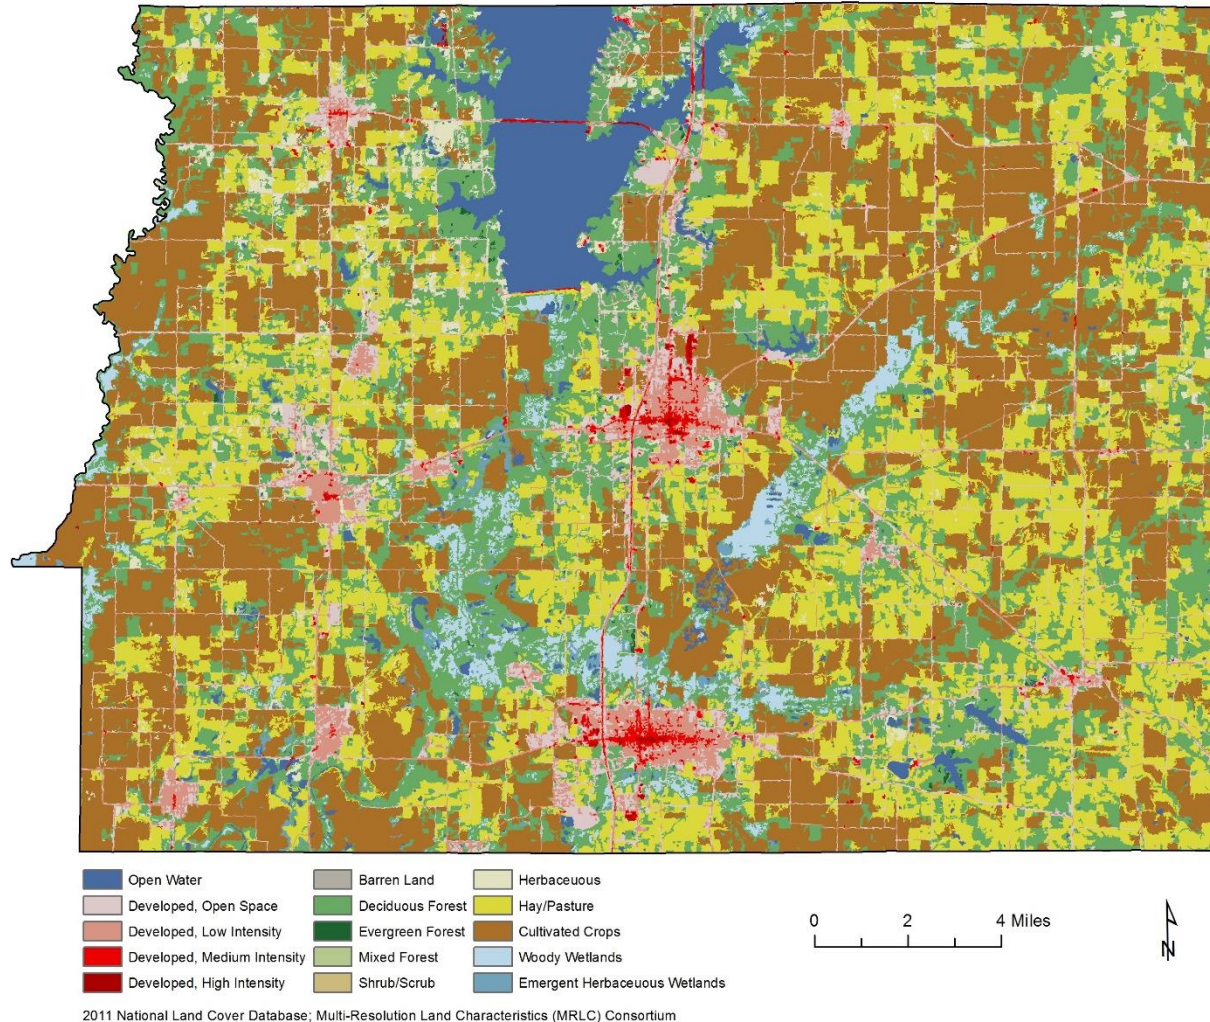 Open Water
Developed, Open Space
Developed, Low Intensity
Developed, Medium Intensity
Developed, High Intensity
Barren Land
Deciduous Forest
Evergreen Forest
Mixed Forest
Shrub/Scrub
Herbaceuous
Hay/Pasture
Cultivated Crops
Woody Wetlands
Emergent Herbaceuous Wetlands
0 2 4 Miles
N
2011 National Land Cover Database; Multi-Resolution Land Characteristics (MRLC) Consortium